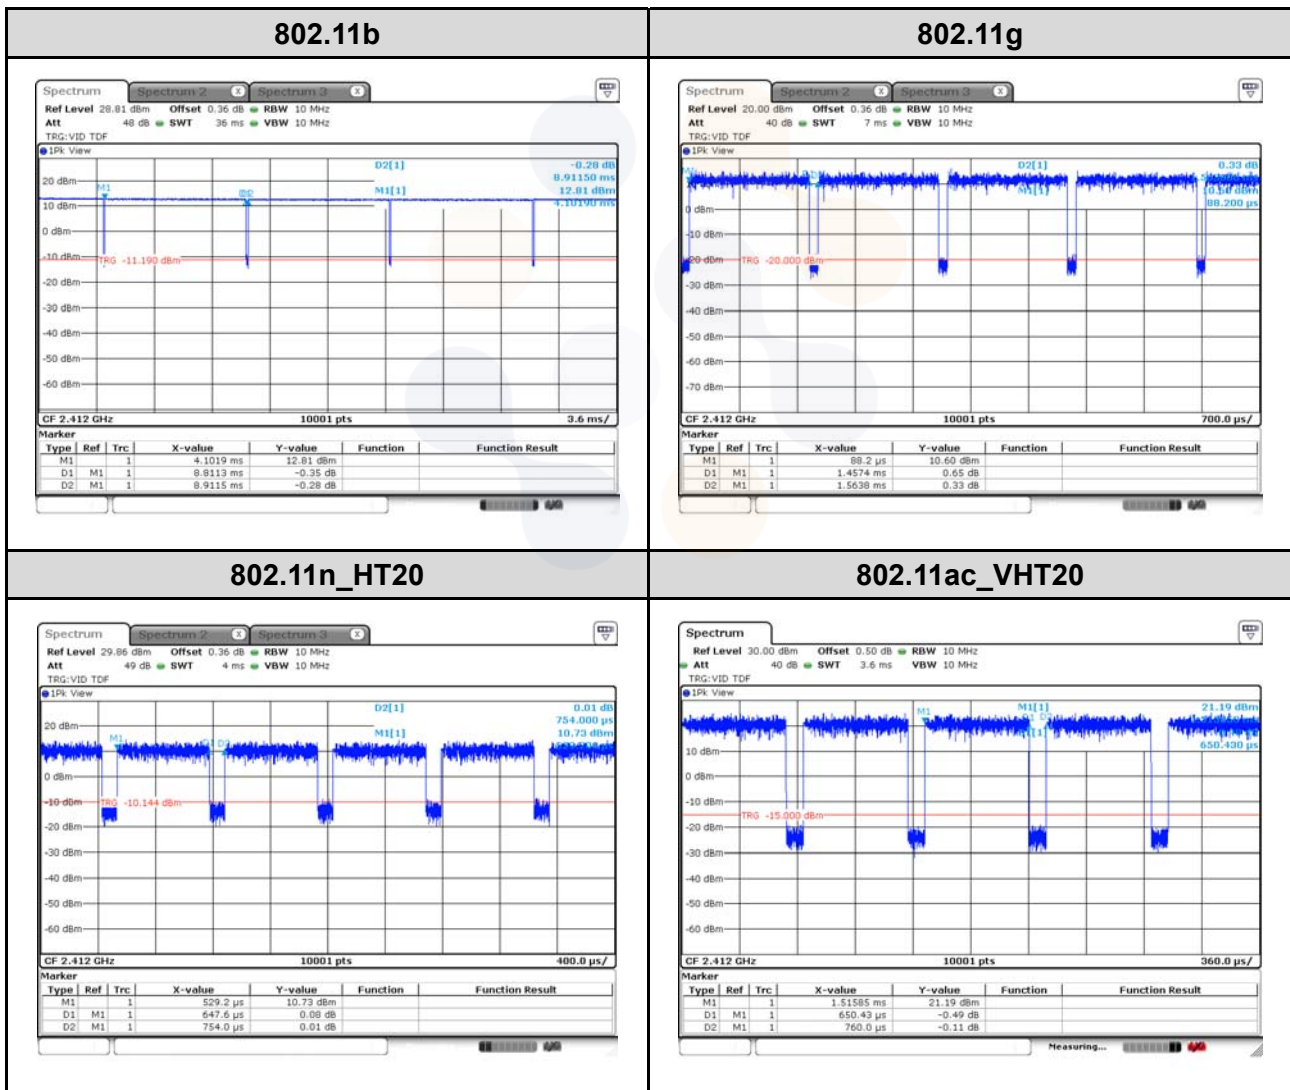 802.11b
802.11g
Spectrum Spectrum 2 X Spectrum 3 X
Ref Level 28.81 dBm Offset 0.36 dB RBW 10 MHz
Att 48 dB SWT 36 ms VBW 10 MHz
TRG:VID TDF
1Pk View
D2[1] -0.28 dB
8.91150 ms
20 dBm
M1
M1[1] 12.81 dBm
4.10190 ms
10 dBm
0 dBm
-10 dBm
TRG -11.190 dBm
-20 dBm
-30 dBm
-40 dBm
-50 dBm
-60 dBm
CF 2.412 GHz 10001 pts 3.6 ms/
Marker
Type Ref Trc X-value Y-value Function Function Result
M1 1 4.1019 ms 12.81 dBm
D1 M1 1 8.8113 ms -0.35 dB
D2 M1 1 8.9115 ms -0.28 dB
Spectrum Spectrum 2 X Spectrum 3 X
Ref Level 20.00 dBm Offset 0.36 dB RBW 10 MHz
Att 40 dB SWT 7 ms VBW 10 MHz
TRG:VID TDF
1Pk View
D2[1] 0.33 dB
M1[1] 10.60 dBm
88.200 µs
0 dBm
-10 dBm
-20 dBm
TRG -20.000 dBm
-30 dBm
-40 dBm
-50 dBm
-60 dBm
-70 dBm
CF 2.412 GHz 10001 pts 700.0 µs/
Marker
Type Ref Trc X-value Y-value Function Function Result
M1 1 88.2 µs 10.60 dBm
D1 M1 1 1.4574 ms 0.65 dB
D2 M1 1 1.5638 ms 0.33 dB
802.11n_HT20
802.11ac_VHT20
Spectrum Spectrum 2 X Spectrum 3 X
Ref Level 29.86 dBm Offset 0.36 dB RBW 10 MHz
Att 49 dB SWT 4 ms VBW 10 MHz
TRG:VID TDF
1Pk View
D2[1] 0.01 dB
754.000 µs
20 dBm
M1[1] 10.73 dBm
M1 D1 D2
0 dBm
-10 dBm
TRG -10.144 dBm
-20 dBm
-30 dBm
-40 dBm
-50 dBm
-60 dBm
CF 2.412 GHz 10001 pts 400.0 µs/
Marker
Type Ref Trc X-value Y-value Function Function Result
M1 1 529.2 µs 10.73 dBm
D1 M1 1 647.6 µs 0.08 dB
D2 M1 1 754.0 µs 0.01 dB
Spectrum
Ref Level 30.00 dBm Offset 0.50 dB RBW 10 MHz
Att 40 dB SWT 3.6 ms VBW 10 MHz
TRG:VID TDF
1Pk View
M1 M1[1] 21.19 dBm
D1 D2
650.430 µs
10 dBm
0 dBm
-10 dBm
TRG -15.000 dBm
-20 dBm
-30 dBm
-40 dBm
-50 dBm
-60 dBm
CF 2.412 GHz 10001 pts 360.0 µs/
Marker
Type Ref Trc X-value Y-value Function Function Result
M1 1 1.51585 ms 21.19 dBm
D1 M1 1 650.43 µs -0.49 dB
D2 M1 1 760.0 µs -0.11 dB
Measuring...